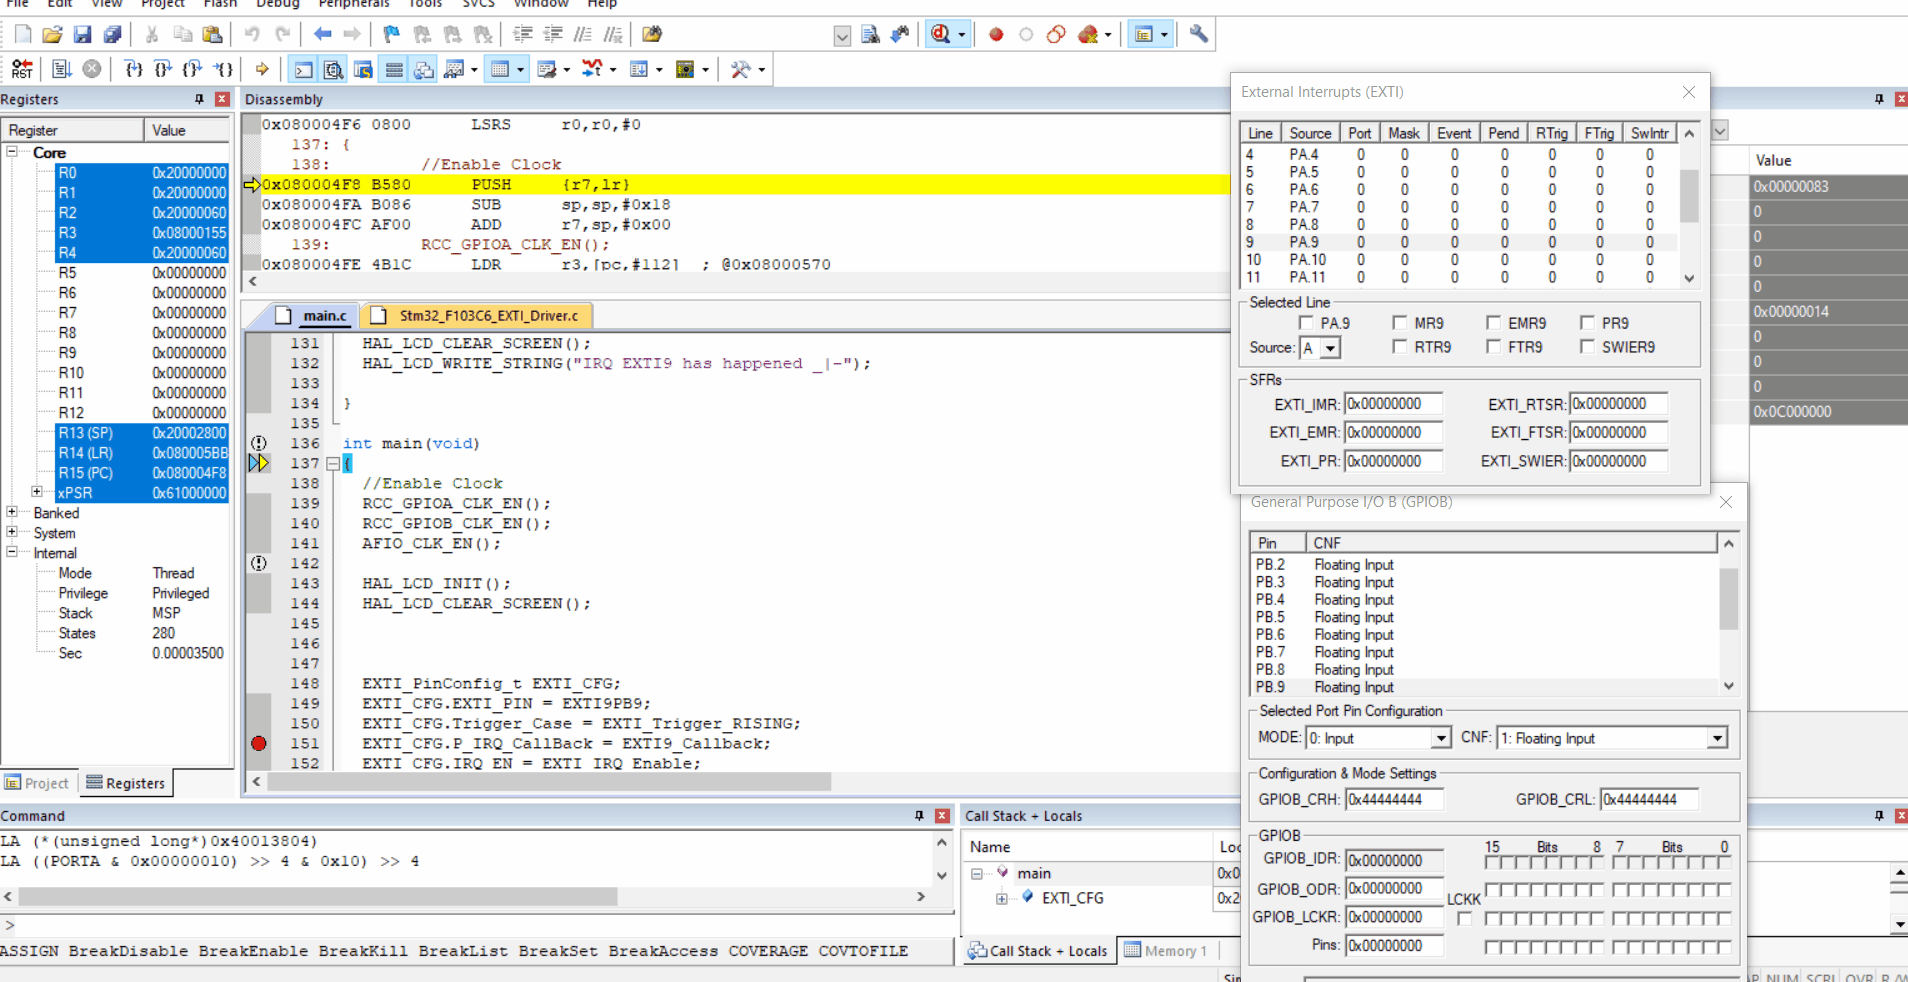 File Edit View Project Flash Debug Peripherals Tools SVCS Window Help
RST
Registers
Register Value
Core
R0 0x20000000
R1 0x20000000
R2 0x20000060
R3 0x08000155
R4 0x20000060
R5 0x00000000
R6 0x00000000
R7 0x00000000
R8 0x00000000
R9 0x00000000
R10 0x00000000
R11 0x00000000
R12 0x00000000
R13 (SP) 0x20002800
R14 (LR) 0x080005BB
R15 (PC) 0x080004F8
xPSR 0x61000000
Banked
System
Internal
Mode Thread
Privilege Privileged
Stack MSP
States 280
Sec 0.00003500
Project Registers
Disassembly
0x080004F6 0800 LSRS r0,r0,#0
137: {
138: //Enable Clock
0x080004F8 B580 PUSH {r7,lr}
0x080004FA B086 SUB sp,sp,#0x18
0x080004FC AF00 ADD r7,sp,#0x00
139: RCC_GPIOA_CLK_EN();
0x080004FE 4B1C LDR r3,[pc,#112] ; @0x08000570
main.c Stm32_F103C6_EXTI_Driver.c
131 HAL_LCD_CLEAR_SCREEN();
132 HAL_LCD_WRITE_STRING("IRQ EXTI9 has happened _|-");
133
134 }
135
136 int main(void)
137 {
138 //Enable Clock
139 RCC_GPIOA_CLK_EN();
140 RCC_GPIOB_CLK_EN();
141 AFIO_CLK_EN();
142
143 HAL_LCD_INIT();
144 HAL_LCD_CLEAR_SCREEN();
145
146
147
148 EXTI_PinConfig_t EXTI_CFG;
149 EXTI_CFG.EXTI_PIN = EXTI9PB9;
150 EXTI_CFG.Trigger_Case = EXTI_Trigger_RISING;
151 EXTI_CFG.P_IRQ_CallBack = EXTI9_Callback;
152 EXTI_CFG.IRQ_EN = EXTI_IRQ_Enable;
External Interrupts (EXTI)
Line Source Port Mask Event Pend RTrig FTrig SwIntr
4 PA.4 0 0 0 0 0 0 0
5 PA.5 0 0 0 0 0 0 0
6 PA.6 0 0 0 0 0 0 0
7 PA.7 0 0 0 0 0 0 0
8 PA.8 0 0 0 0 0 0 0
9 PA.9 0 0 0 0 0 0 0
10 PA.10 0 0 0 0 0 0 0
11 PA.11 0 0 0 0 0 0 0
Selected Line
PA.9 MR9 EMR9 PR9
Source: A RTR9 FTR9 SWIER9
SFRs
EXTI_IMR: 0x00000000 EXTI_RTSR: 0x00000000
EXTI_EMR: 0x00000000 EXTI_FTSR: 0x00000000
EXTI_PR: 0x00000000 EXTI_SWIER: 0x00000000
General Purpose I/O B (GPIOB)
Pin CNF
PB.2 Floating Input
PB.3 Floating Input
PB.4 Floating Input
PB.5 Floating Input
PB.6 Floating Input
PB.7 Floating Input
PB.8 Floating Input
PB.9 Floating Input
Selected Port Pin Configuration
MODE: 0: Input CNF: 1: Floating Input
Configuration & Mode Settings
GPIOB_CRH: 0x44444444 GPIOB_CRL: 0x44444444
GPIOB
15 Bits 8 7 Bits 0
GPIOB_IDR: 0x00000000
GPIOB_ODR: 0x00000000
LCKK
GPIOB_LCKR: 0x00000000
Pins: 0x00000000
Value
0x00000083
0
0
0
0
0x00000014
0
0
0
0x0C000000
Command
LA (*(unsigned long*)0x40013804)
LA ((PORTA & 0x00000010) >> 4 & 0x10) >> 4
>
ASSIGN BreakDisable BreakEnable BreakKill BreakList BreakSet BreakAccess COVERAGE COVTOFILE
Call Stack + Locals
Name
main
EXTI_CFG
Call Stack + Locals Memory 1
NUM SCRL OVR R/W